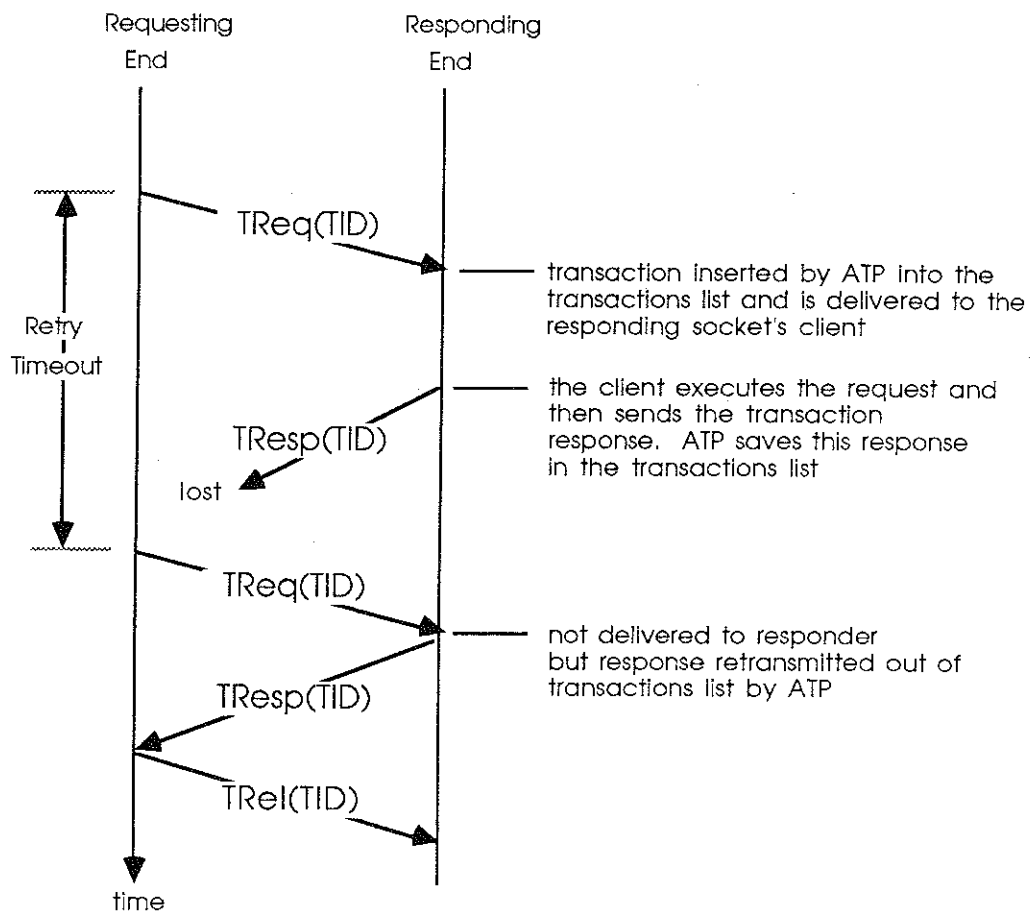 Requesting
End
Responding
End
TReq(TID)
transaction inserted by ATP into the
transactions list and is delivered to the
responding socket's client
Retry
Timeout
the client executes the request and
then sends the transaction
response. ATP saves this response
in the transactions list
TResp(TID)
lost
TReq(TID)
not delivered to responder
but response retransmitted out of
transactions list by ATP
TResp(TID)
TRel(TID)
time